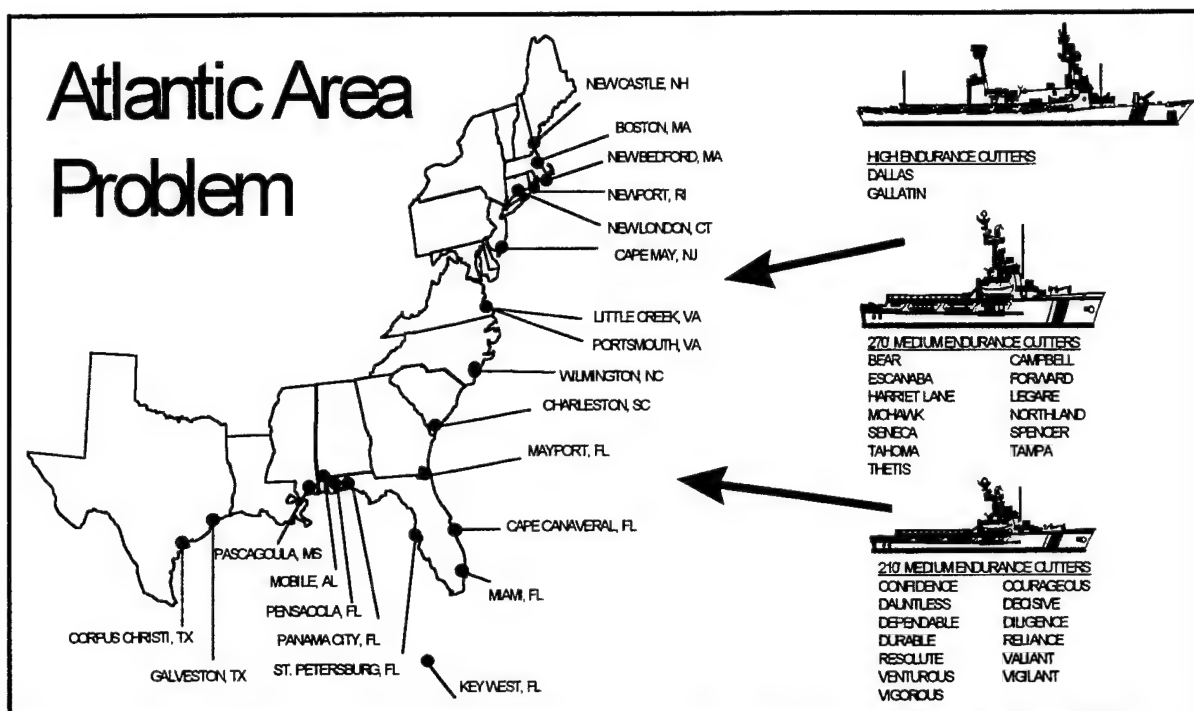 Atlantic Area
Problem
NEWCASTLE, NH
BOSTON, MA
NEW BEDFORD, MA
NEWPORT, RI
NEW LONDON, CT
CAPE MAY, NJ
LITTLE CREEK, VA
PORTSMOUTH, VA
WILMINGTON, NC
CHARLESTON, SC
MAYPORT, FL
CAPE CANAVERAL, FL
MIAMI, FL
KEY WEST, FL
PASCAGOULA, MS
MOBILE, AL
PENSACOLA, FL
PANAMA CITY, FL
ST. PETERSBURG, FL
CORPUS CHRISTI, TX
GALVESTON, TX
HIGH ENDURANCE CUTTERS
DALLAS
GALLATIN
270' MEDIUM ENDURANCE CUTTERS
BEAR CAMPBELL
ESCANABA FORWARD
HARRIET LANE LEGARE
MOHAWK NORTHLAND
SENECA SPENCER
TAHOMA TAMPA
THETIS
210' MEDIUM ENDURANCE CUTTERS
CONFIDENCE COURAGEOUS
DAUNTLESS DECISIVE
DEPENDABLE DILIGENCE
DURABLE RELIANCE
RESOLUTE VALIANT
VENTUROUS VIGILANT
VIGOROUS